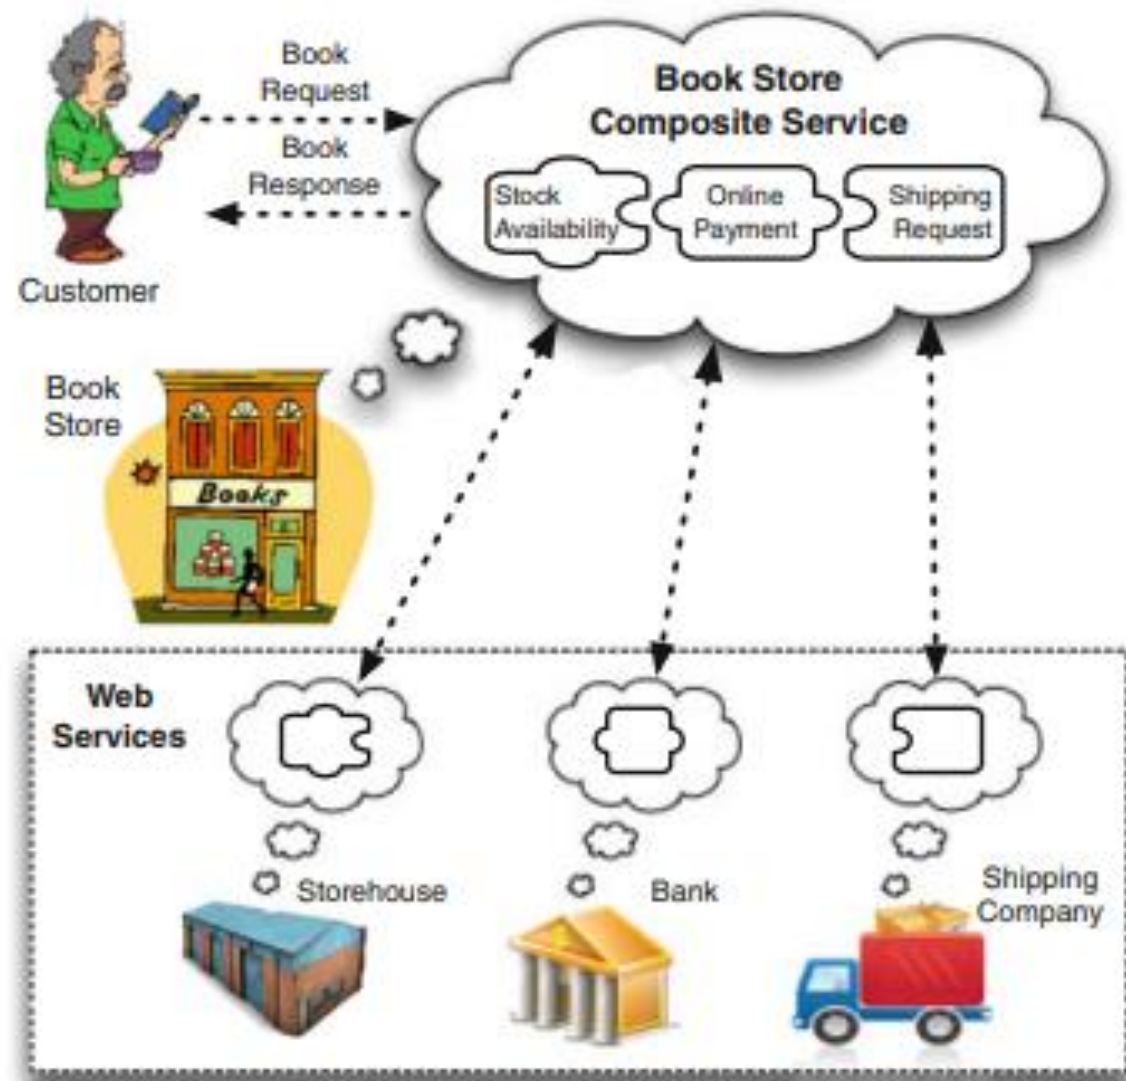 Book
Request
Book
Response
Customer
Book Store
Composite Service
Stock
Availability
Online
Payment
Shipping
Request
Book
Store
Books
Web
Services
Storehouse
Bank
Shipping
Company